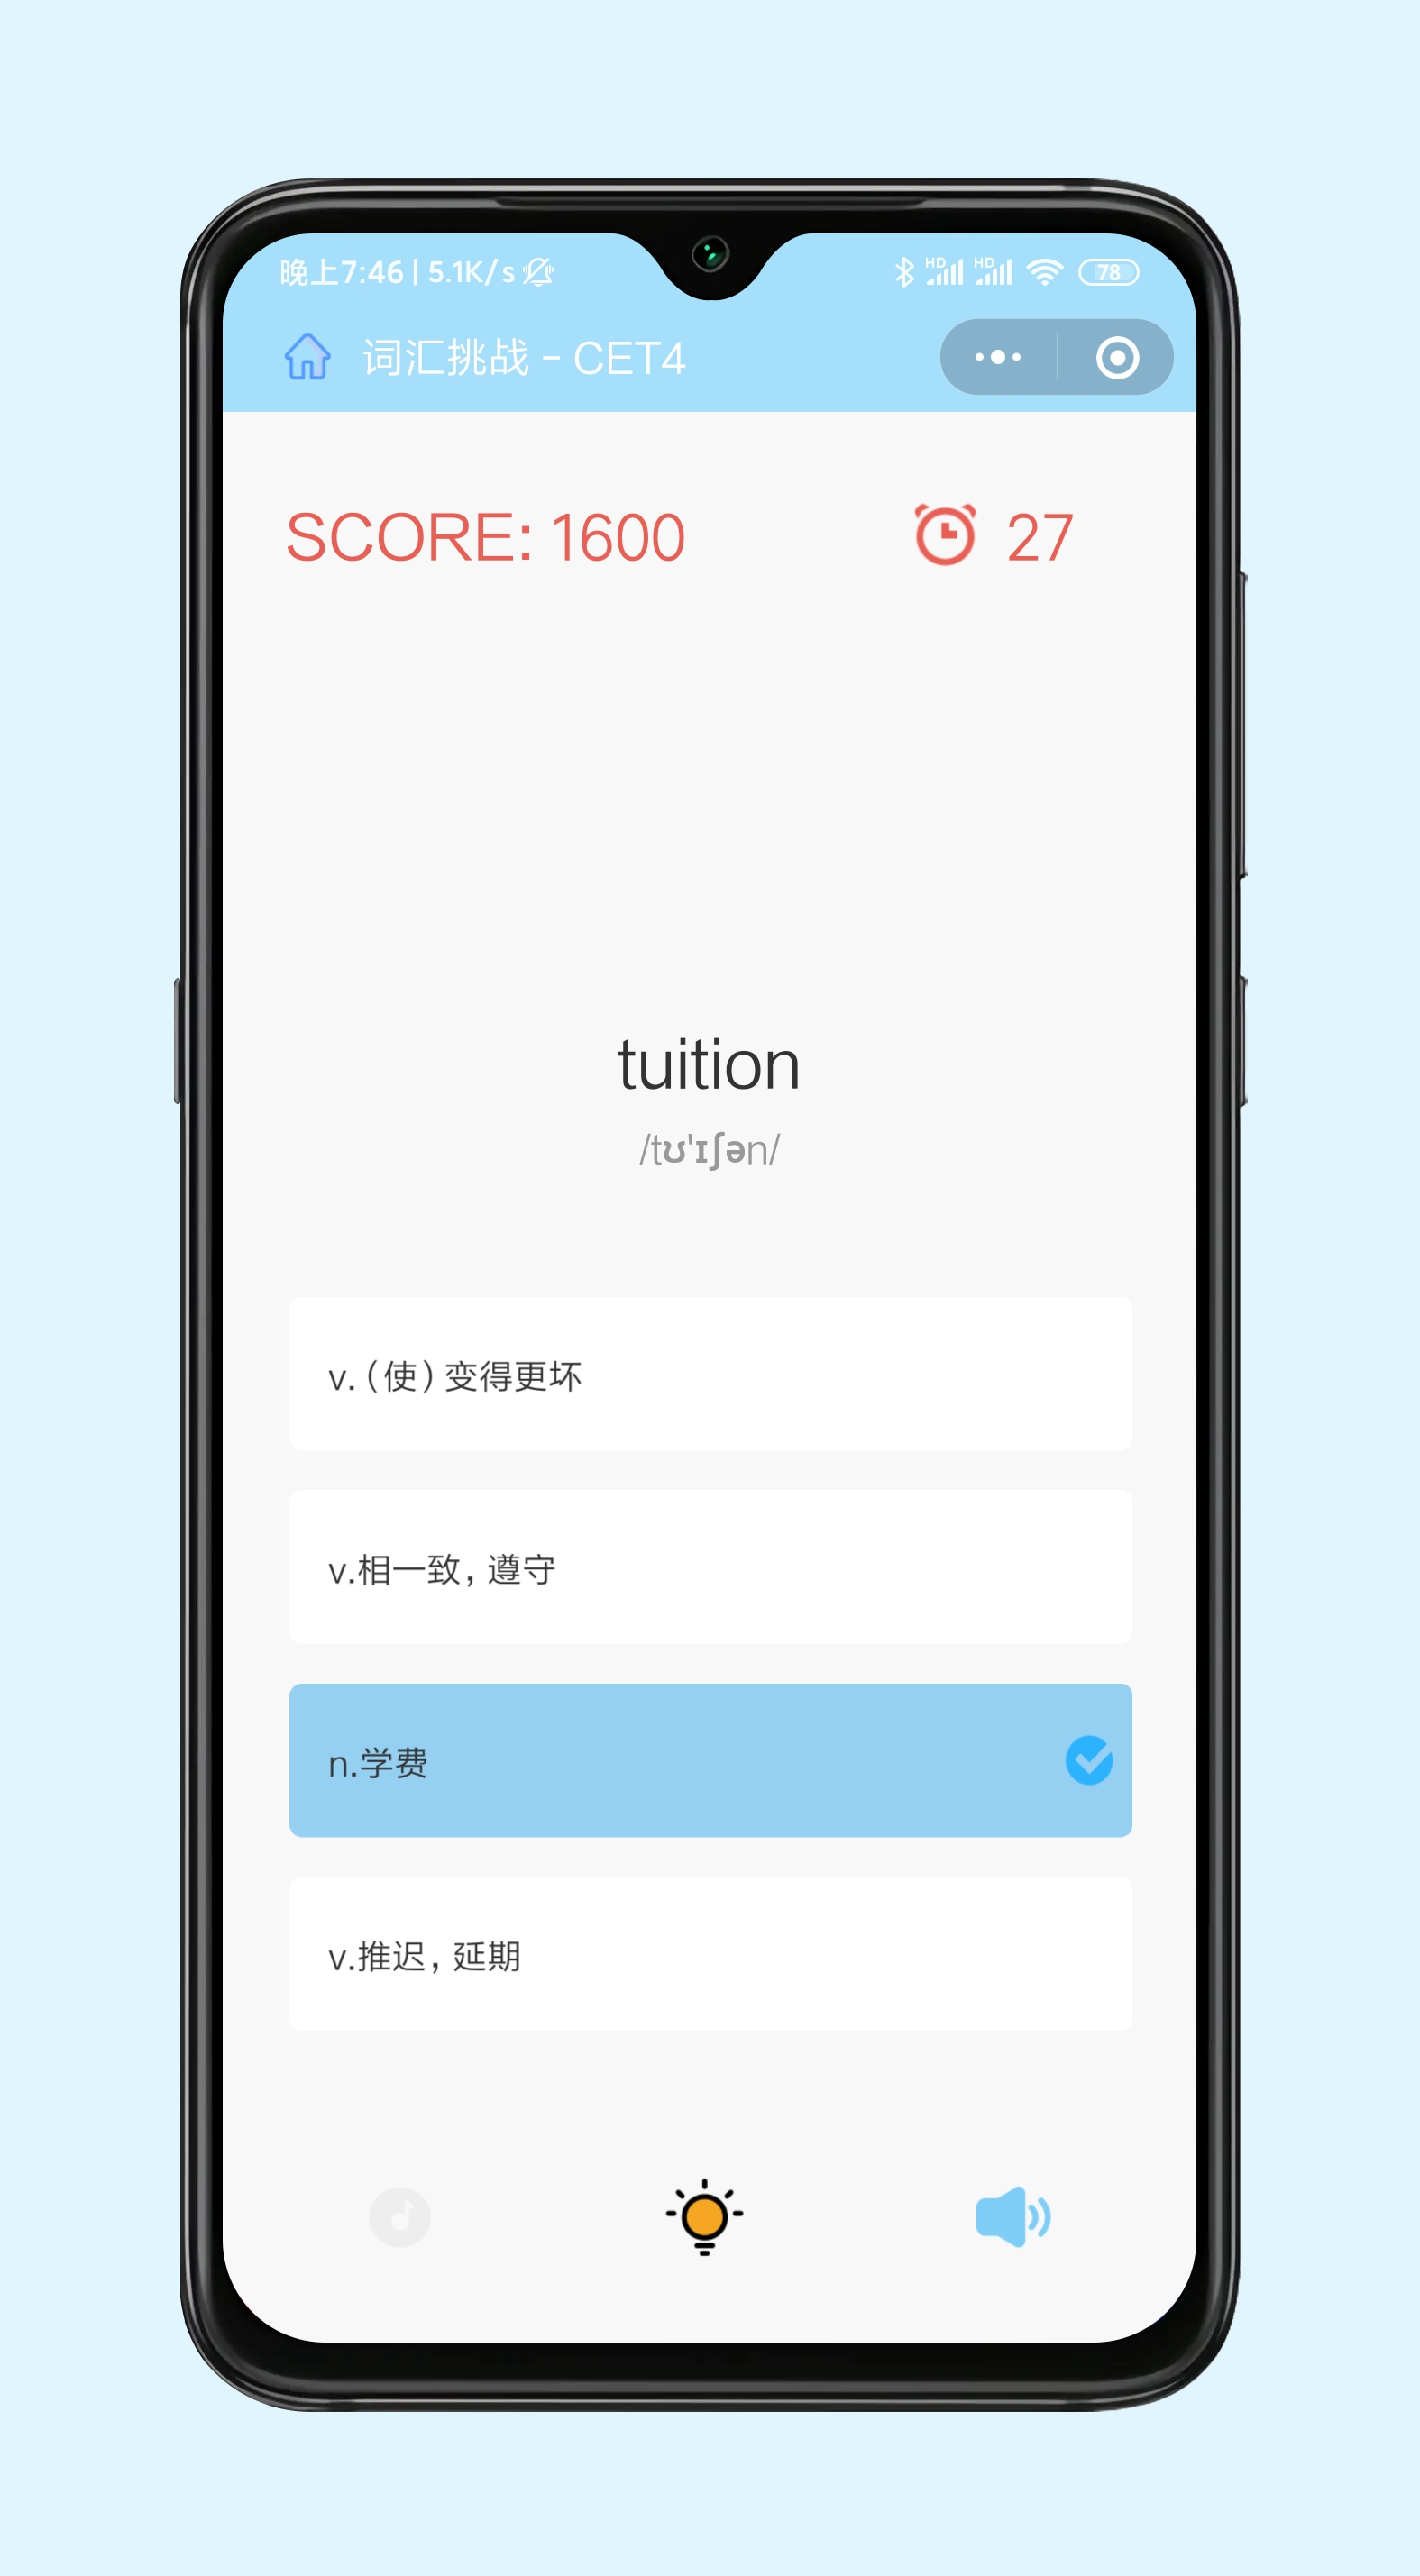 晚上7:46 | 5.1K/s
HD HD 78
词汇挑战 - CET4
SCORE: 1600
27
tuition
/tʊ'ɪʃən/
v.(使)变得更坏
v.相一致, 遵守
n.学费
v.推迟, 延期